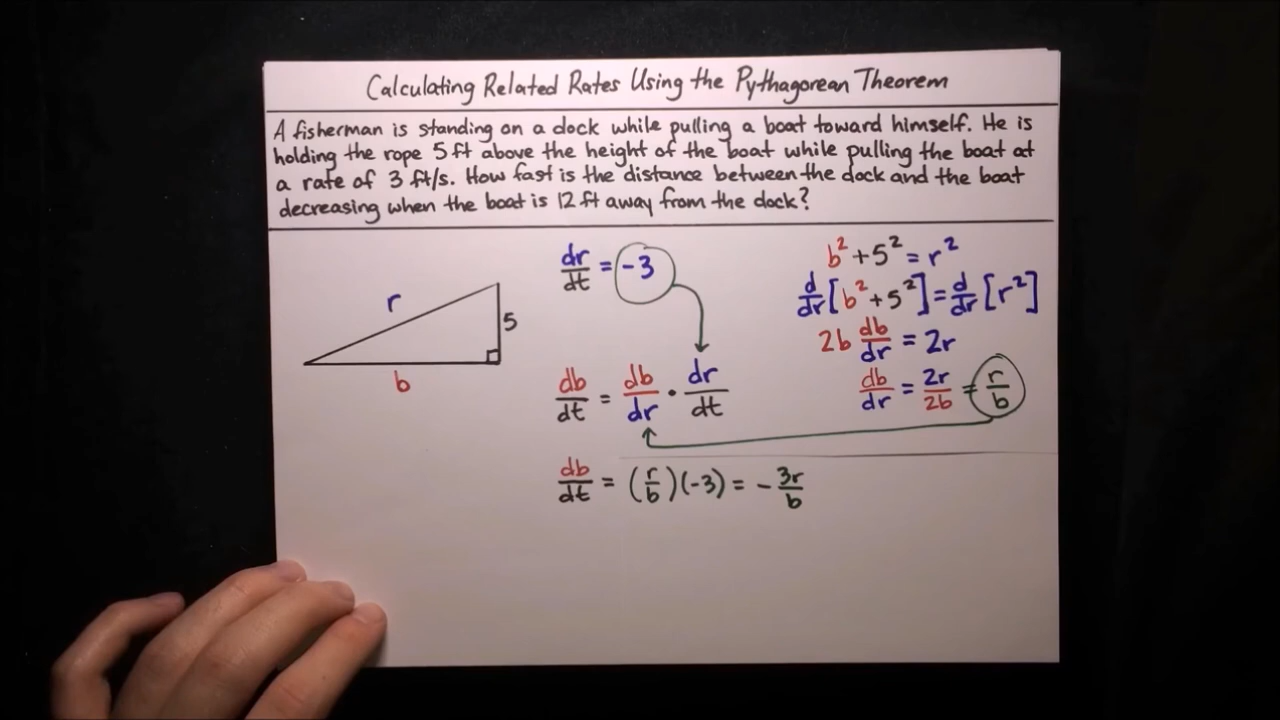 Calculating Related Rates Using the Pythagorean Theorem
A fisherman is standing on a dock while pulling a boat toward himself. He is
holding the rope 5 ft above the height of the boat while pulling the boat at
a rate of 3 ft/s. How fast is the distance between the dock and the boat
decreasing when the boat is 12 ft away from the dock?
r
5
b
dr/dt = -3
db/dt = db/dr · dr/dt
db/dt = (r/b)(-3) = - 3r/b
b² + 5² = r²
d/dr [b² + 5²] = d/dr [r²]
2b db/dr = 2r
db/dr = 2r/2b = r/b